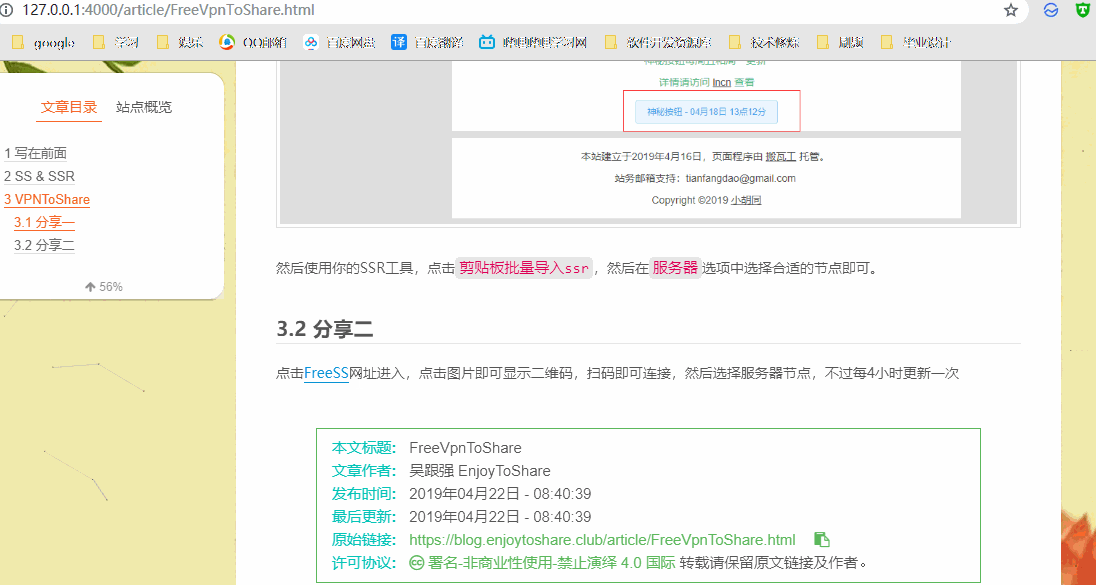 127.0.0.1:4000/article/FreeVpnToShare.html
google 学习 娱乐 QQ邮箱 百度网盘 译 百度翻译 哔哩哔哩学习网 软件开发资源库 技术修炼 刷题 毕业设计
文章目录 站点概览
1 写在前面
2 SS & SSR
3 VPNToShare
3.1 分享一
3.2 分享二
56%
详情请访问 lncn 查看
神秘按钮 - 04月18日 13点12分
本站建立于2019年4月16日，页面程序由 搬瓦工 托管。
站务邮箱支持：tianfangdao@gmail.com
Copyright ©2019 小胡同
然后使用你的SSR工具，点击剪贴板批量导入ssr，然后在服务器选项中选择合适的节点即可。
3.2 分享二
点击FreeSS网址进入，点击图片即可显示二维码，扫码即可连接，然后选择服务器节点，不过每4小时更新一次
本文标题： FreeVpnToShare
文章作者： 吴跟强 EnjoyToShare
发布时间： 2019年04月22日 - 08:40:39
最后更新： 2019年04月22日 - 08:40:39
原始链接： https://blog.enjoytoshare.club/article/FreeVpnToShare.html
许可协议： 署名-非商业性使用-禁止演绎 4.0 国际 转载请保留原文链接及作者。